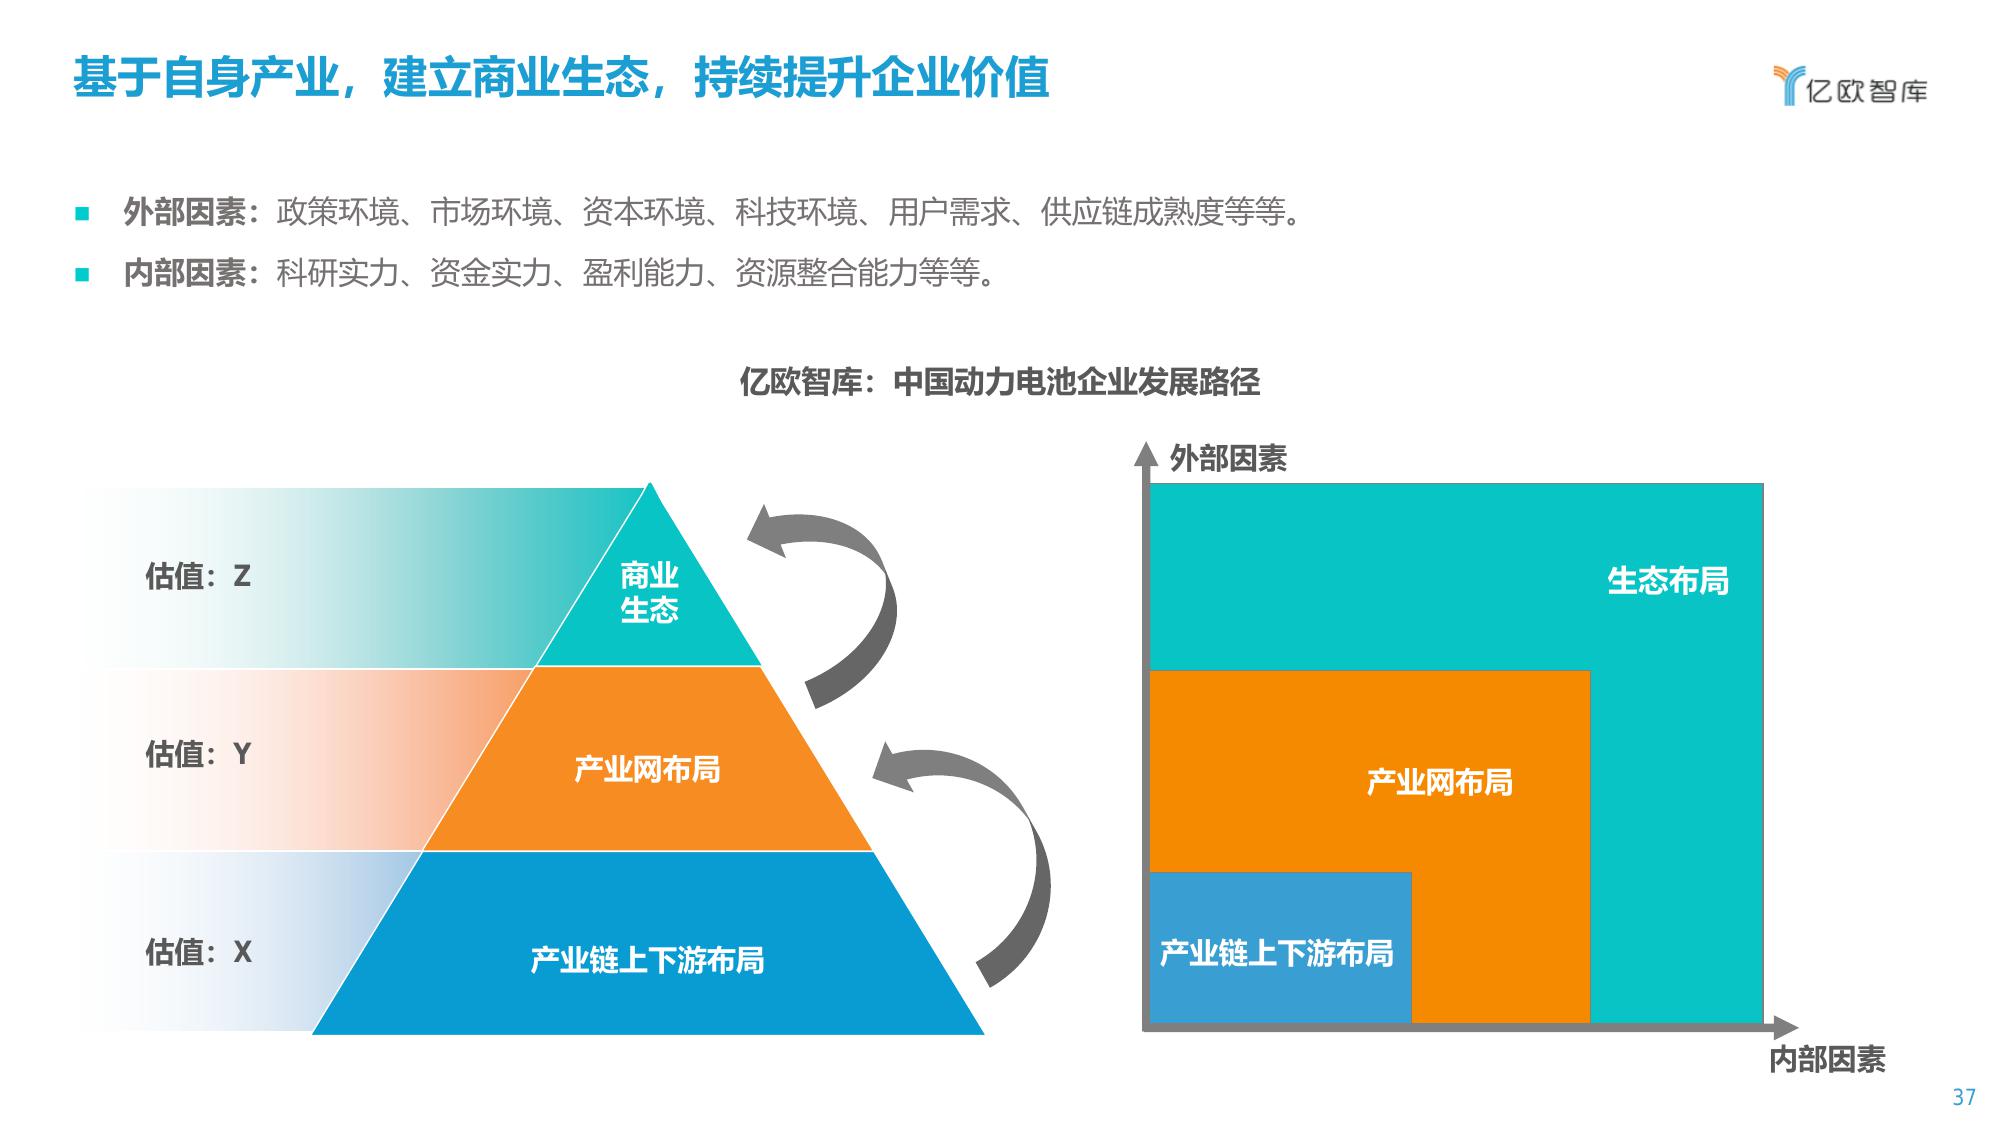 基于自身产业，建立商业生态，持续提升企业价值
亿欧智库
外部因素：政策环境、市场环境、资本环境、科技环境、用户需求、供应链成熟度等等。
内部因素：科研实力、资金实力、盈利能力、资源整合能力等等。
亿欧智库：中国动力电池企业发展路径
估值：Z
商业
生态
估值：Y
产业网布局
估值：X
产业链上下游布局
外部因素
生态布局
产业网布局
产业链上下游布局
内部因素
37